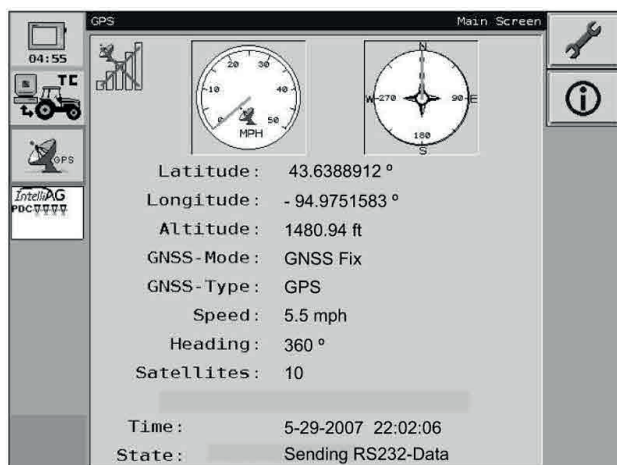 GPS Main Screen
04:55
TC
GPS
IntelliAG
PDC
10 20 30 40 50 0
MPH
N
W 270 90 E
180
S
Latitude: 43.6388912 °
Longitude: - 94.9751583 °
Altitude: 1480.94 ft
GNSS-Mode: GNSS Fix
GNSS-Type: GPS
Speed: 5.5 mph
Heading: 360 °
Satellites: 10
Time: 5-29-2007 22:02:06
State: Sending RS232-Data